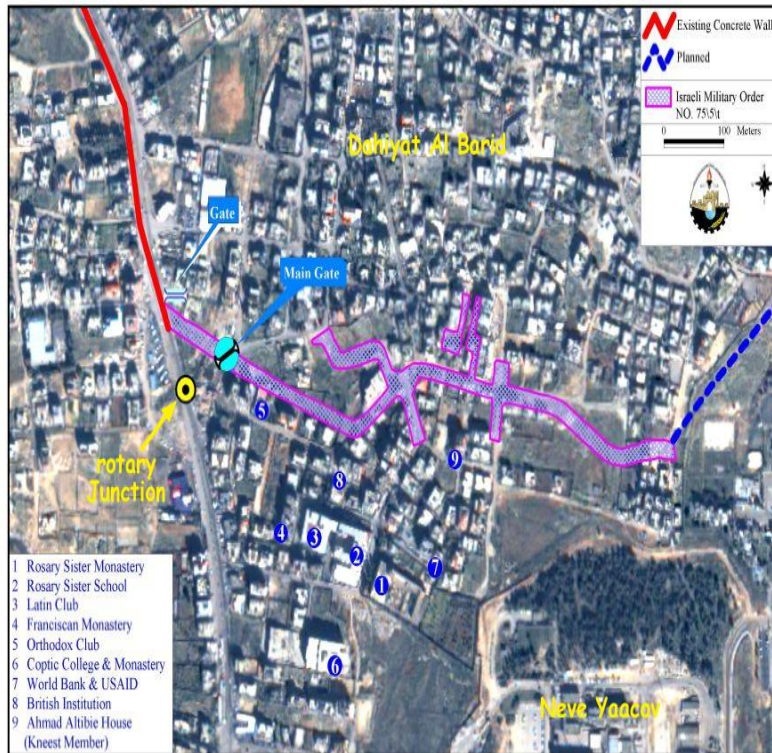 Existing Concrete Wall
Planned
Israeli Military Order
NO. 75\5\t
0 100 Meters
Dahiyat Al Barid
Gate
Main Gate
rotary
Junction
5
9
8
4
3
2
1
7
6
1 Rosary Sister Monastery
2 Rosary Sister School
3 Latin Club
4 Franciscan Monastery
5 Orthodox Club
6 Coptic College & Monastery
7 World Bank & USAID
8 British Institution
9 Ahmad Altibie House
(Kneest Member)
Neve Yaacov